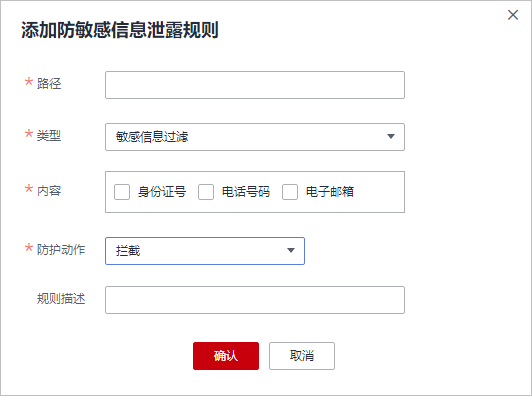 添加防敏感信息泄露规则
* 路径
* 类型 敏感信息过滤
* 内容 身份证号 电话号码 电子邮箱
* 防护动作 拦截
规则描述
确认 取消